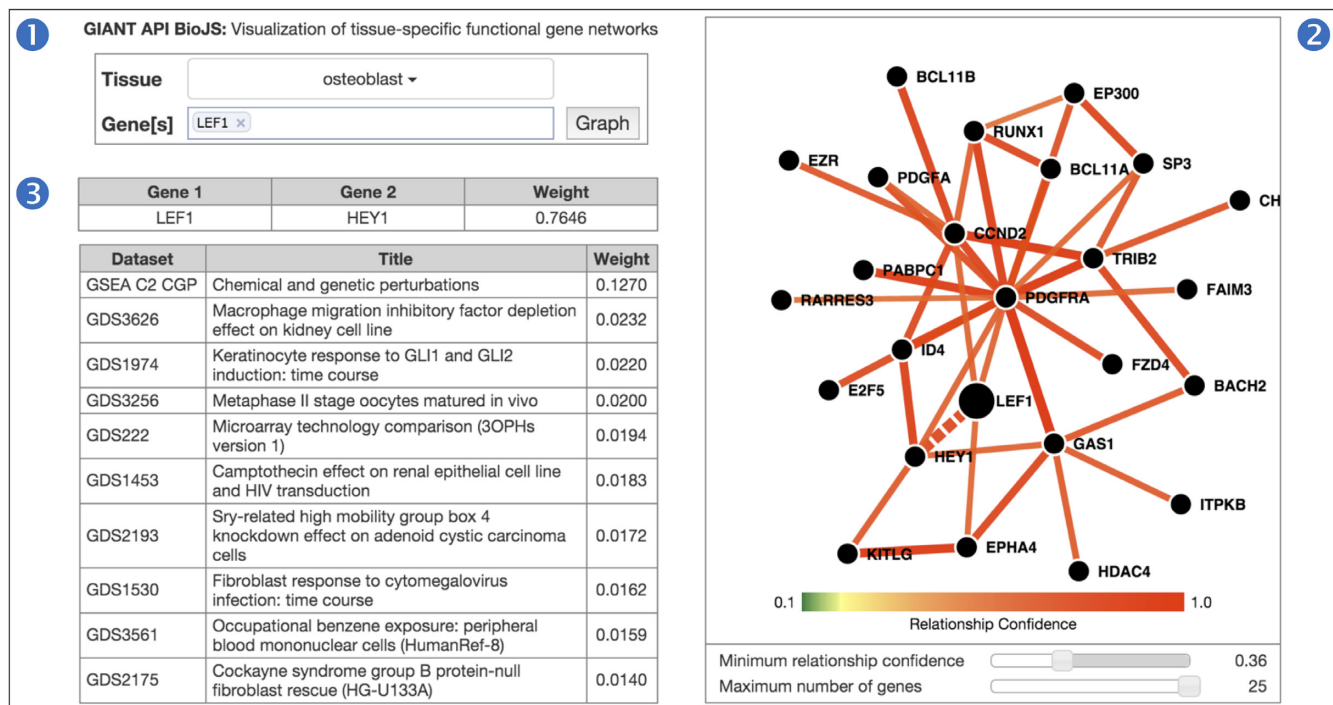 1
GIANT API BioJS: Visualization of tissue-specific functional gene networks
Tissue
osteoblast
Gene[s]
LEF1 ×
Graph
3
Gene 1 Gene 2 Weight
LEF1 HEY1 0.7646
Dataset Title Weight
GSEA C2 CGP Chemical and genetic perturbations 0.1270
GDS3626 Macrophage migration inhibitory factor depletion
effect on kidney cell line 0.0232
GDS1974 Keratinocyte response to GLI1 and GLI2
induction: time course 0.0220
GDS3256 Metaphase II stage oocytes matured in vivo 0.0200
GDS222 Microarray technology comparison (3OPHs
version 1) 0.0194
GDS1453 Camptothecin effect on renal epithelial cell line
and HIV transduction 0.0183
GDS2193 Sry-related high mobility group box 4
knockdown effect on adenoid cystic carcinoma
cells 0.0172
GDS1530 Fibroblast response to cytomegalovirus
infection: time course 0.0162
GDS3561 Occupational benzene exposure: peripheral
blood mononuclear cells (HumanRef-8) 0.0159
GDS2175 Cockayne syndrome group B protein-null
fibroblast rescue (HG-U133A) 0.0140
2
BCL11B
EP300
RUNX1
EZR
PDGFA
BCL11A
SP3
CH
CCND2
TRIB2
PABPC1
RARRES3
PDGFRA
FAIM3
ID4
FZD4
E2F5
BACH2
LEF1
GAS1
HEY1
ITPKB
KITLG
EPHA4
HDAC4
0.1 1.0
Relationship Confidence
Minimum relationship confidence 0.36
Maximum number of genes 25